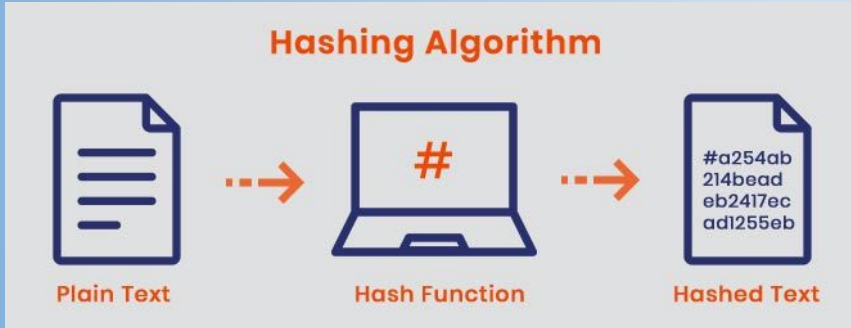 Hashing Algorithm
#
#a254ab
214bead
eb2417ec
ad1255eb
Plain Text
Hash Function
Hashed Text